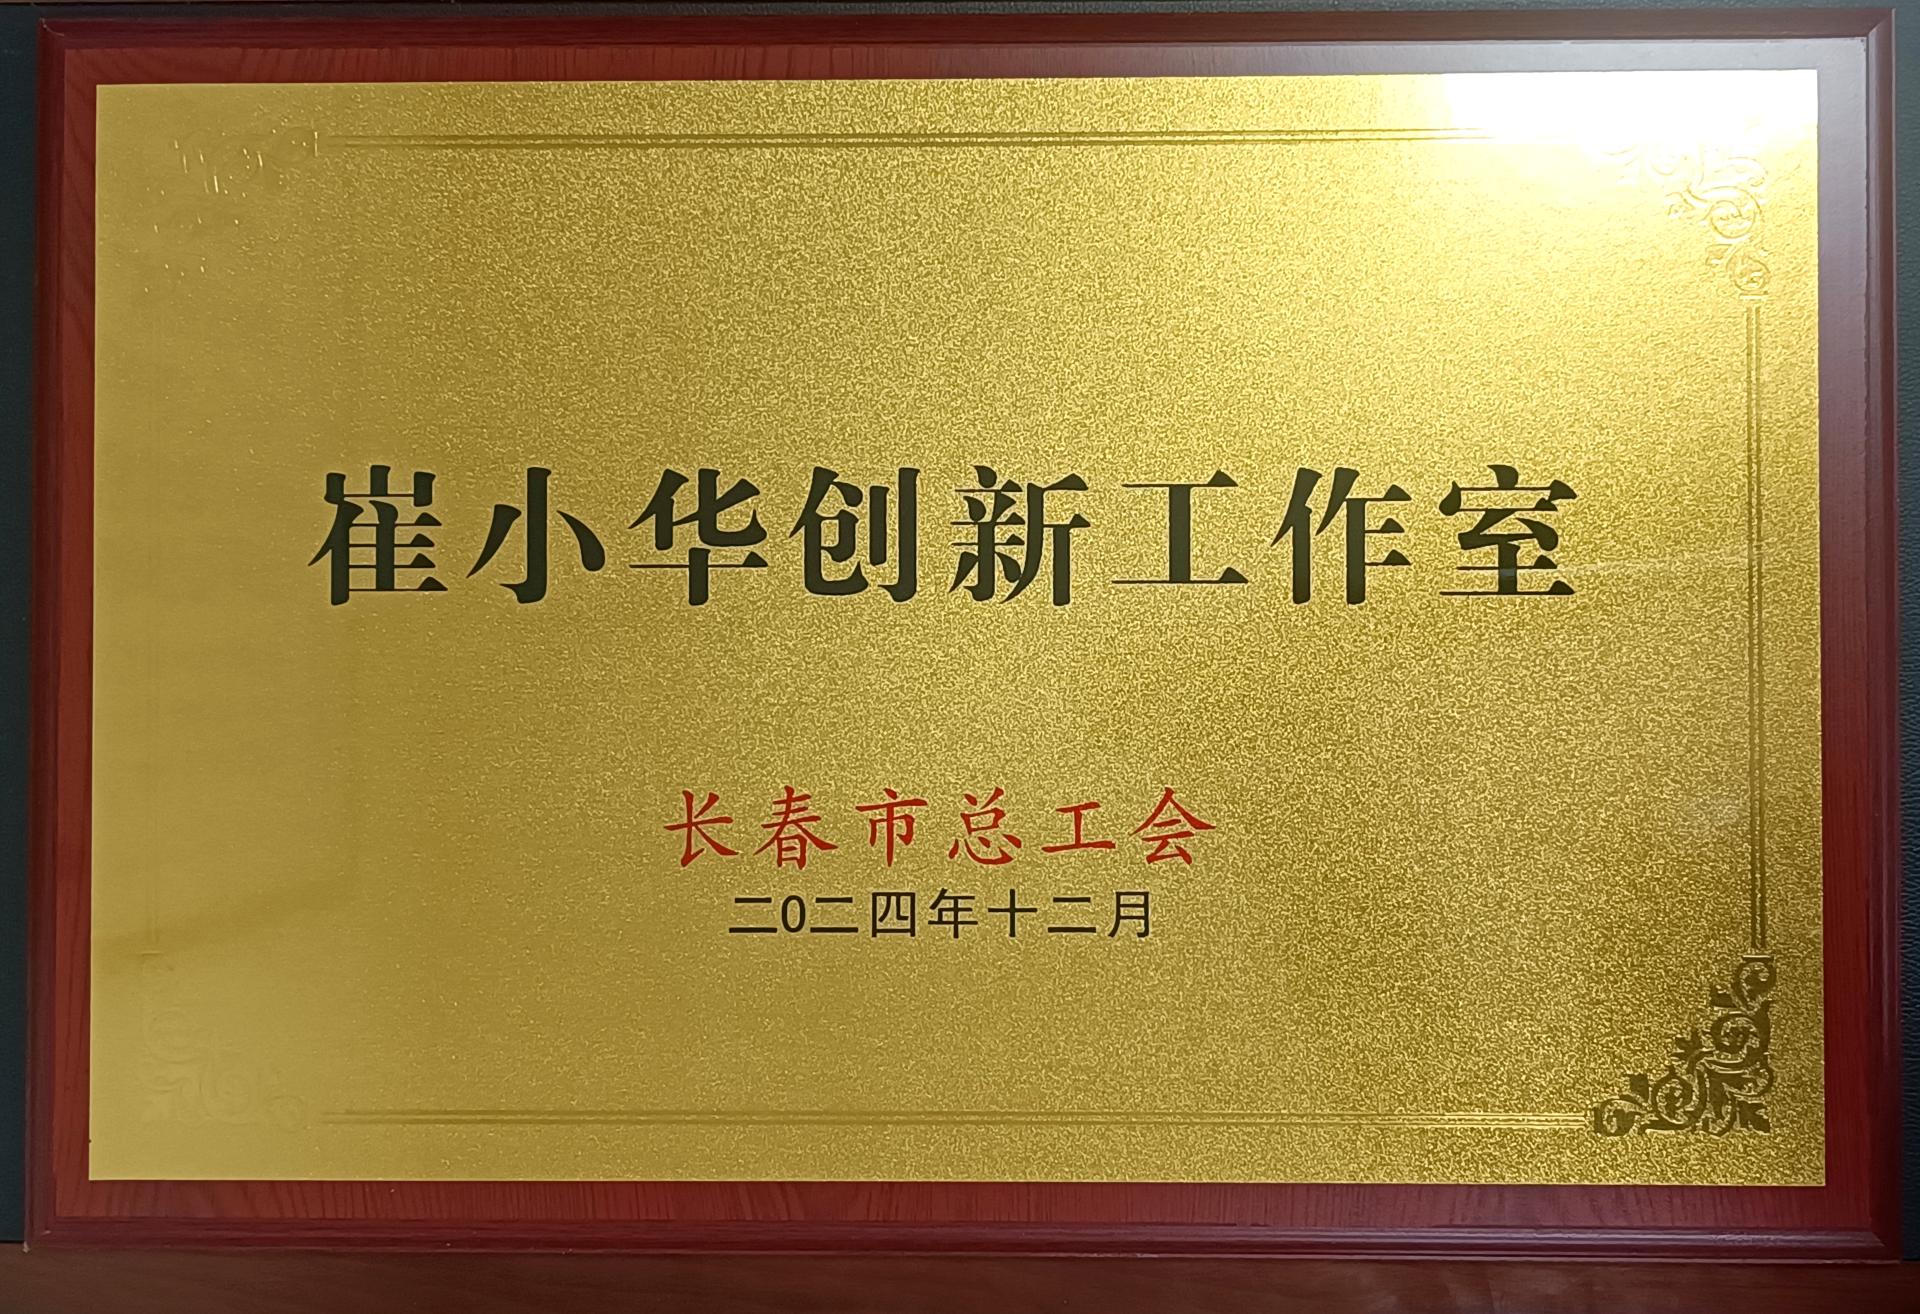 崔小华创新工作室
长春市总工会
二0二四年十二月